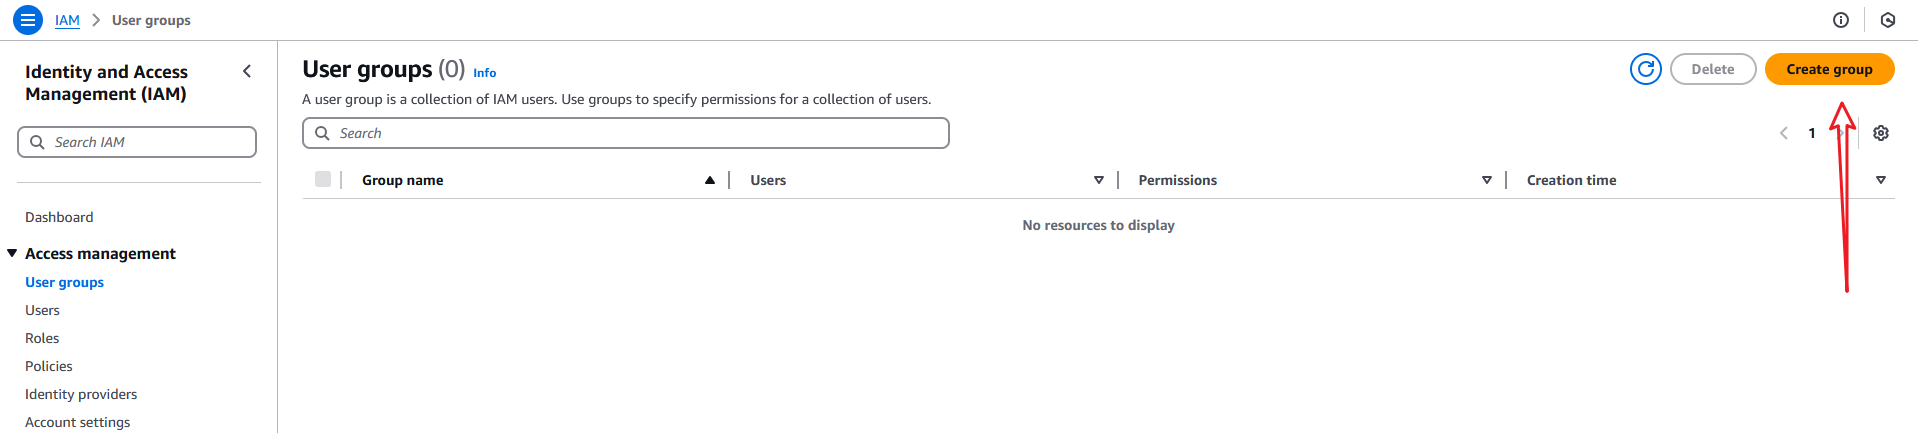 IAM > User groups
Identity and Access
Management (IAM)
Search IAM
Dashboard
Access management
User groups
Users
Roles
Policies
Identity providers
Account settings
User groups (0) Info
Delete
Create group
A user group is a collection of IAM users. Use groups to specify permissions for a collection of users.
Search
1
Group name
Users
Permissions
Creation time
No resources to display